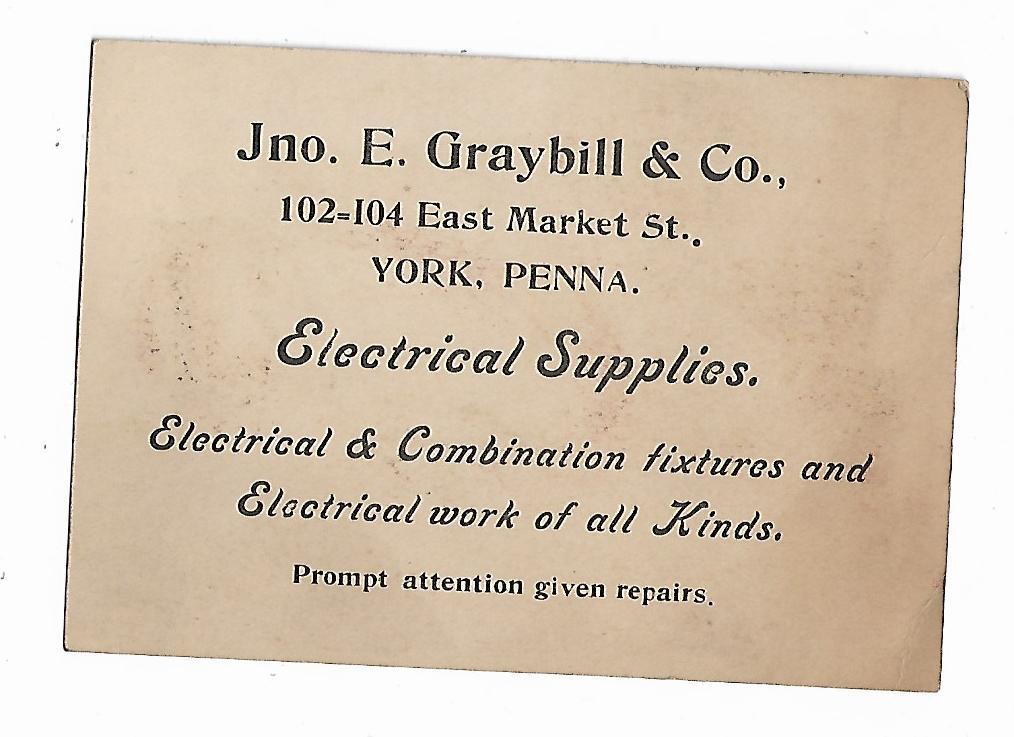 Jno. E. Graybill & Co.,
102=104 East Market St.,
YORK, PENNA.
Electrical Supplies.
Electrical & Combination fixtures and
Electrical work of all Kinds.
Prompt attention given repairs.